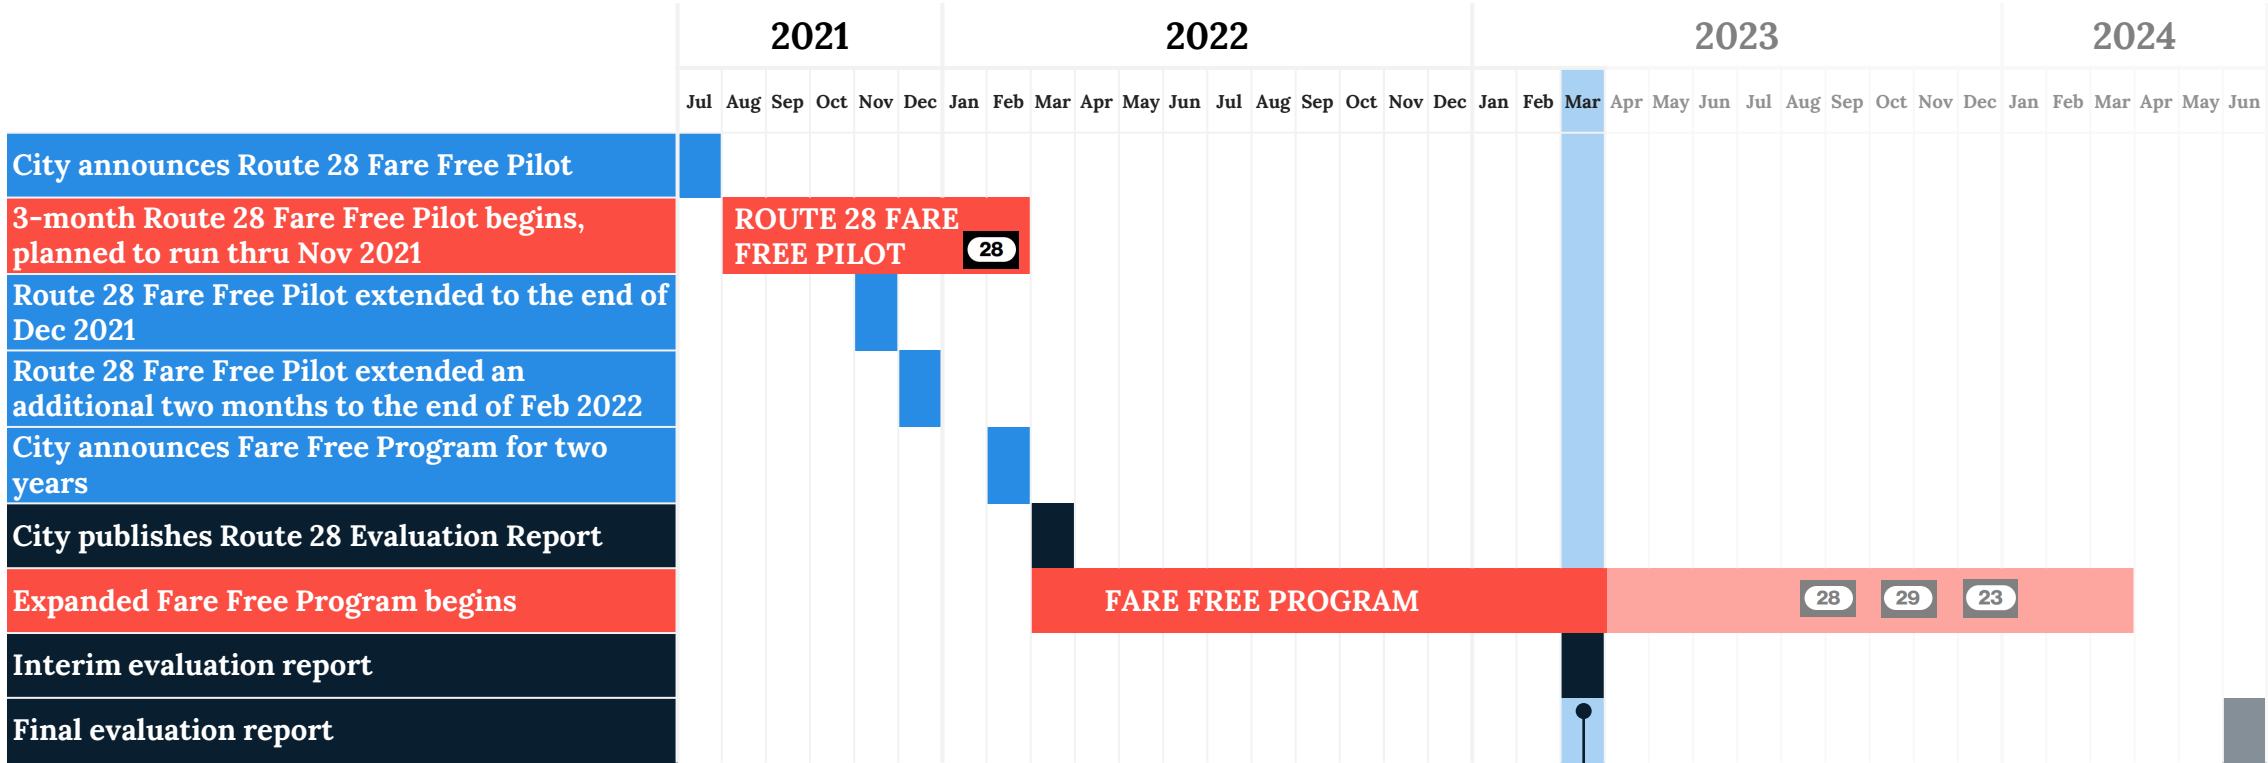 2021 2022 2023 2024
Jul Aug Sep Oct Nov Dec Jan Feb Mar Apr May Jun Jul Aug Sep Oct Nov Dec Jan Feb Mar Apr May Jun Jul Aug Sep Oct Nov Dec Jan Feb Mar Apr May Jun
City announces Route 28 Fare Free Pilot
3-month Route 28 Fare Free Pilot begins,
planned to run thru Nov 2021
ROUTE 28 FARE
FREE PILOT 28
Route 28 Fare Free Pilot extended to the end of
Dec 2021
Route 28 Fare Free Pilot extended an
additional two months to the end of Feb 2022
City announces Fare Free Program for two
years
City publishes Route 28 Evaluation Report
Expanded Fare Free Program begins
FARE FREE PROGRAM 28 29 23
Interim evaluation report
Final evaluation report